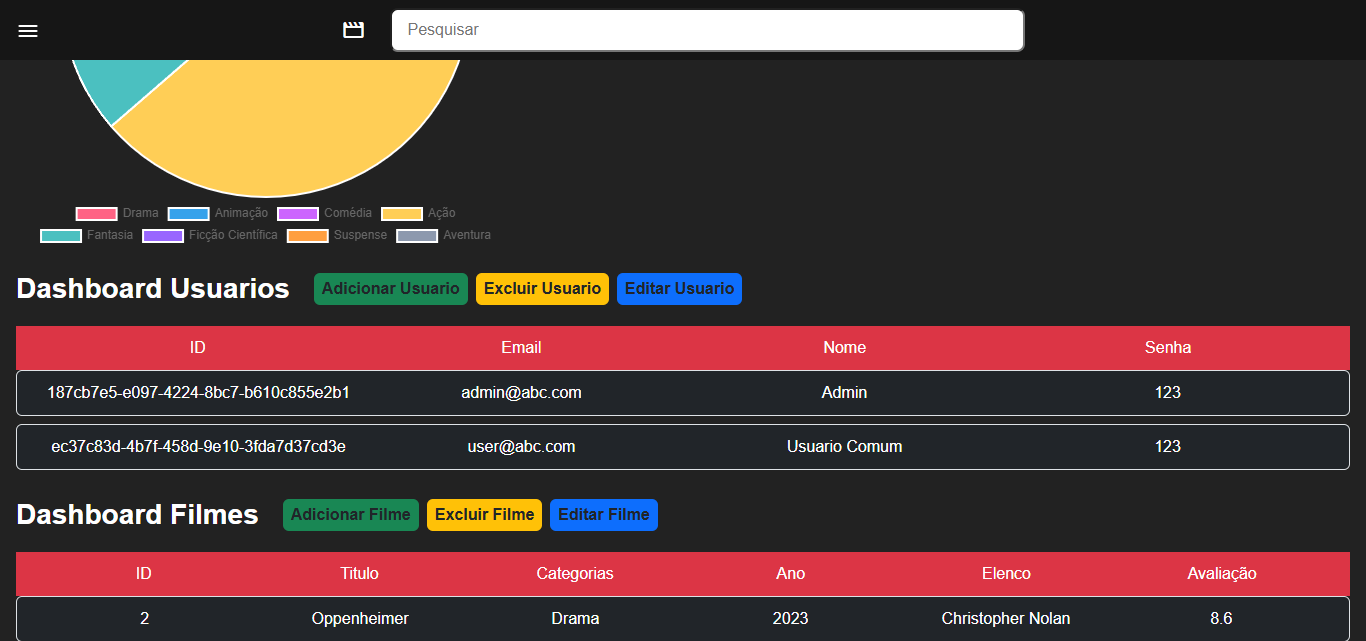 Pesquisar
Drama Animação Comédia Ação
Fantasia Ficção Científica Suspense Aventura
Dashboard Usuarios Adicionar Usuario Excluir Usuario Editar Usuario
ID Email Nome Senha
187cb7e5-e097-4224-8bc7-b610c855e2b1 admin@abc.com Admin 123
ec37c83d-4b7f-458d-9e10-3fda7d37cd3e user@abc.com Usuario Comum 123
Dashboard Filmes Adicionar Filme Excluir Filme Editar Filme
ID Titulo Categorias Ano Elenco Avaliação
2 Oppenheimer Drama 2023 Christopher Nolan 8.6